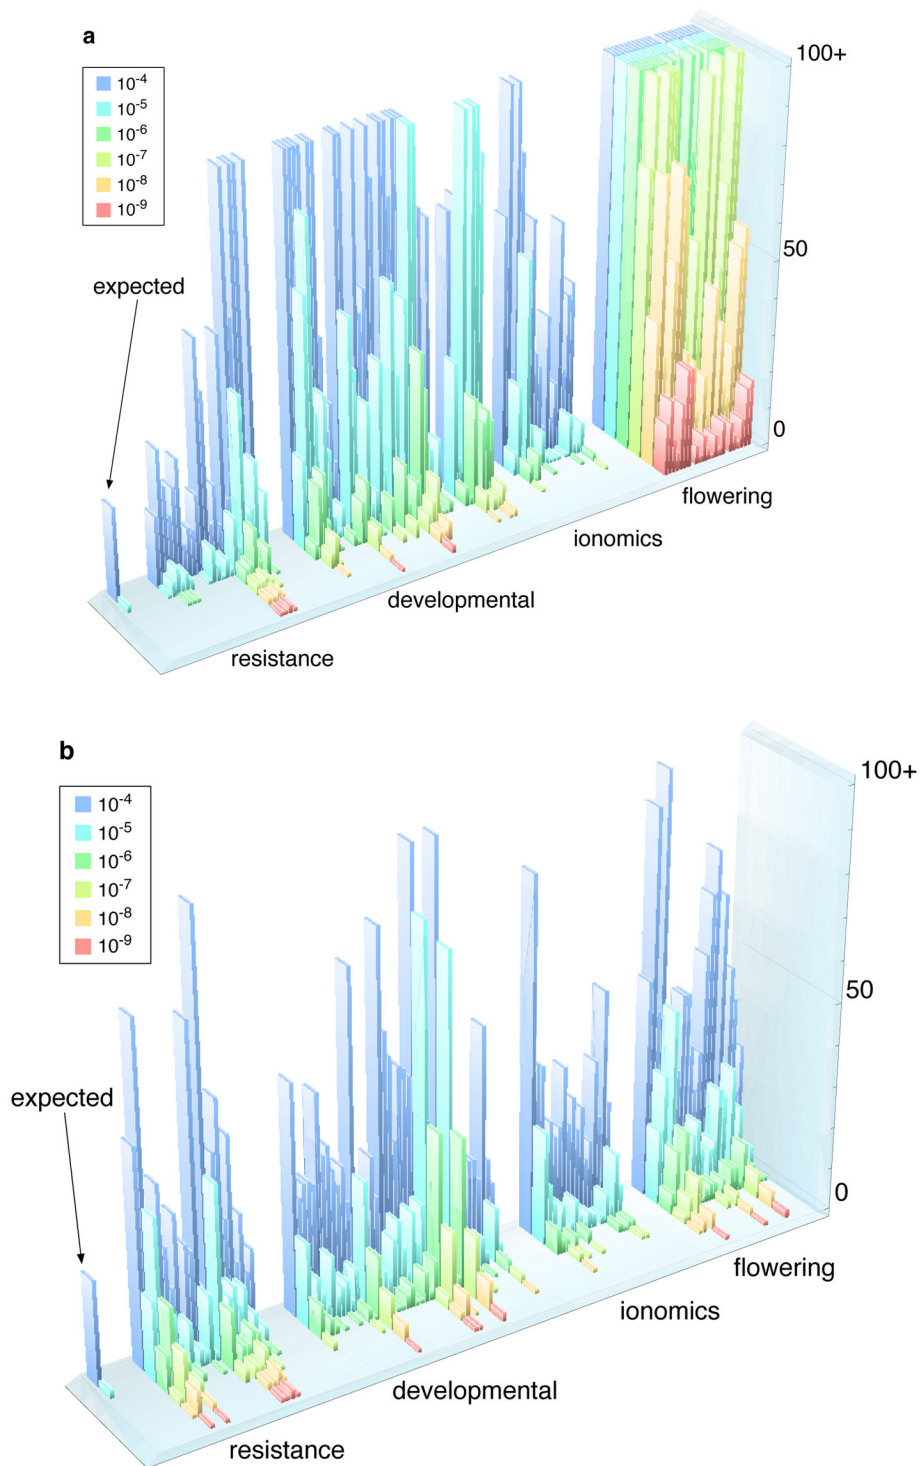 a
10-4
10-5
10-6
10-7
10-8
10-9
expected
100+
50
0
flowering
ionomics
developmental
resistance
b
10-4
10-5
10-6
10-7
10-8
10-9
expected
100+
50
0
flowering
ionomics
developmental
resistance